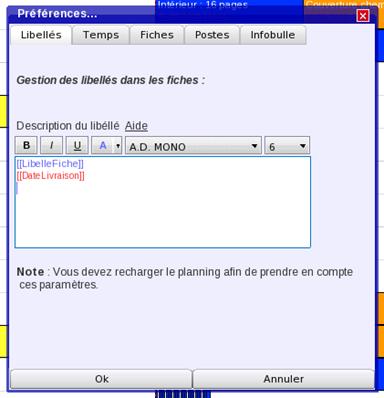 Intérieur : 16 pages
Couverture chem
Préférences...
Libellés Temps Fiches Postes Infobulle
Gestion des libellés dans les fiches :
Description du libéllé Aide
B I U A A.D. MONO 6
[[LibelleFiche]]
[[DateLivraison]]
Note : Vous devez recharger le planning afin de prendre en compte
ces paramètres.
Ok Annuler